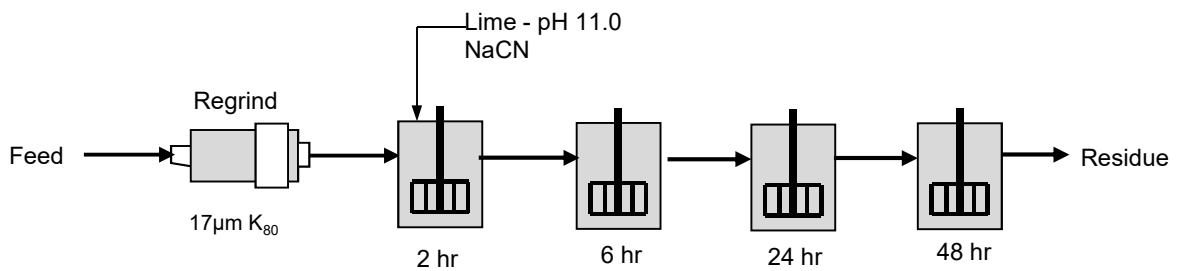 Lime - pH 11.0
NaCN
Regrind
Feed
Residue
17µm K₈₀
2 hr
6 hr
24 hr
48 hr